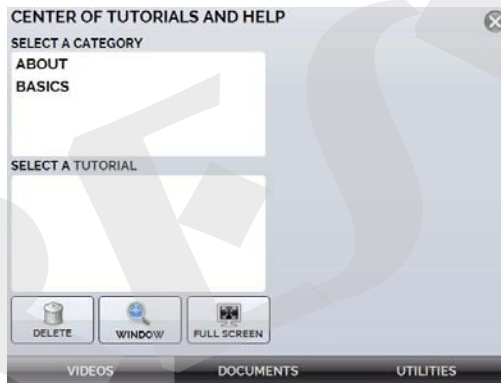 CENTER OF TUTORIALS AND HELP
SELECT A CATEGORY
ABOUT
BASICS
SELECT A TUTORIAL
DELETE
WINDOW
FULL SCREEN
VIDEOS
DOCUMENTS
UTILITIES